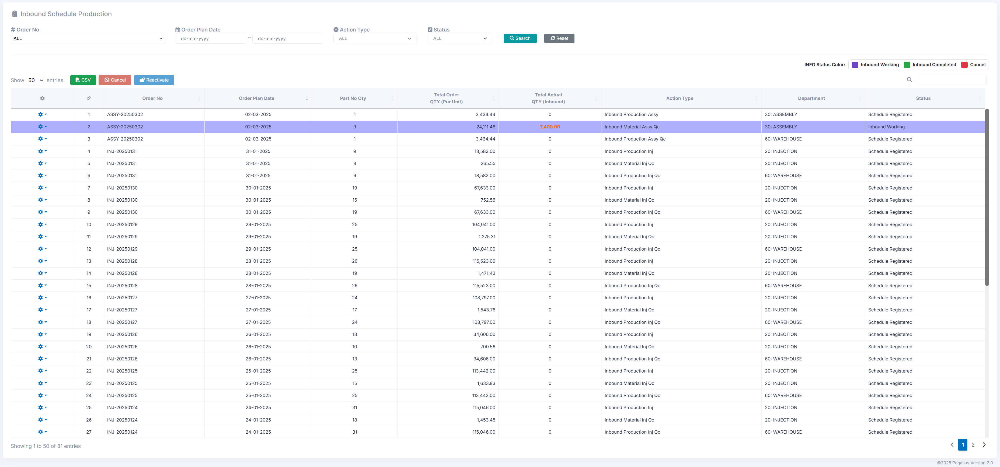 Inbound Schedule Production
Order No
Order Plan Date
Action Type
Status
ALL
dd-mm-yyyy ~ dd-mm-yyyy
ALL
ALL
Search
Reset
INFO Status Color: Inbound Working Inbound Completed Cancel
Show 50 entries CSV Cancel Reactivate
Order No Order Plan Date Part No Qty Total Order QTY (Pur Unit) Total Actual QTY (Inbound) Action Type Department Status
1 ASSY-20250302 02-03-2025 1 3,434.44 0 Inbound Production Assy 30: ASSEMBLY Schedule Registered
2 ASSY-20250302 02-03-2025 9 24,111.48 7,400.00 Inbound Material Assy Qc 30: ASSEMBLY Inbound Working
3 ASSY-20250302 02-03-2025 1 3,434.44 0 Inbound Production Assy Qc 60: WAREHOUSE Schedule Registered
4 INJ-20250131 31-01-2025 9 18,582.00 0 Inbound Production Inj 20: INJECTION Schedule Registered
5 INJ-20250131 31-01-2025 8 265.55 0 Inbound Material Inj Qc 20: INJECTION Schedule Registered
6 INJ-20250131 31-01-2025 9 18,582.00 0 Inbound Production Inj Qc 60: WAREHOUSE Schedule Registered
7 INJ-20250130 30-01-2025 19 67,633.00 0 Inbound Production Inj 20: INJECTION Schedule Registered
8 INJ-20250130 30-01-2025 15 752.56 0 Inbound Material Inj Qc 20: INJECTION Schedule Registered
9 INJ-20250130 30-01-2025 19 67,633.00 0 Inbound Production Inj Qc 60: WAREHOUSE Schedule Registered
10 INJ-20250129 29-01-2025 25 104,041.00 0 Inbound Production Inj 20: INJECTION Schedule Registered
11 INJ-20250129 29-01-2025 19 1,275.31 0 Inbound Material Inj Qc 20: INJECTION Schedule Registered
12 INJ-20250129 29-01-2025 25 104,041.00 0 Inbound Production Inj Qc 60: WAREHOUSE Schedule Registered
13 INJ-20250128 28-01-2025 26 115,523.00 0 Inbound Production Inj 20: INJECTION Schedule Registered
14 INJ-20250128 28-01-2025 19 1,471.43 0 Inbound Material Inj Qc 20: INJECTION Schedule Registered
15 INJ-20250128 28-01-2025 26 115,523.00 0 Inbound Production Inj Qc 60: WAREHOUSE Schedule Registered
16 INJ-20250127 27-01-2025 24 108,797.00 0 Inbound Production Inj 20: INJECTION Schedule Registered
17 INJ-20250127 27-01-2025 17 1,543.76 0 Inbound Material Inj Qc 20: INJECTION Schedule Registered
18 INJ-20250127 27-01-2025 24 108,797.00 0 Inbound Production Inj Qc 60: WAREHOUSE Schedule Registered
19 INJ-20250126 26-01-2025 13 34,606.00 0 Inbound Production Inj 20: INJECTION Schedule Registered
20 INJ-20250126 26-01-2025 10 700.56 0 Inbound Material Inj Qc 20: INJECTION Schedule Registered
21 INJ-20250126 26-01-2025 13 34,606.00 0 Inbound Production Inj Qc 60: WAREHOUSE Schedule Registered
22 INJ-20250125 25-01-2025 25 113,442.00 0 Inbound Production Inj 20: INJECTION Schedule Registered
23 INJ-20250125 25-01-2025 15 1,633.83 0 Inbound Material Inj Qc 20: INJECTION Schedule Registered
24 INJ-20250125 25-01-2025 25 113,442.00 0 Inbound Production Inj Qc 60: WAREHOUSE Schedule Registered
25 INJ-20250124 24-01-2025 31 115,046.00 0 Inbound Production Inj 20: INJECTION Schedule Registered
26 INJ-20250124 24-01-2025 18 1,453.45 0 Inbound Material Inj Qc 20: INJECTION Schedule Registered
27 INJ-20250124 24-01-2025 31 115,046.00 0 Inbound Production Inj Qc 60: WAREHOUSE Schedule Registered
Showing 1 to 50 of 81 entries
1 2
©2025 Pegasus Version 2.0